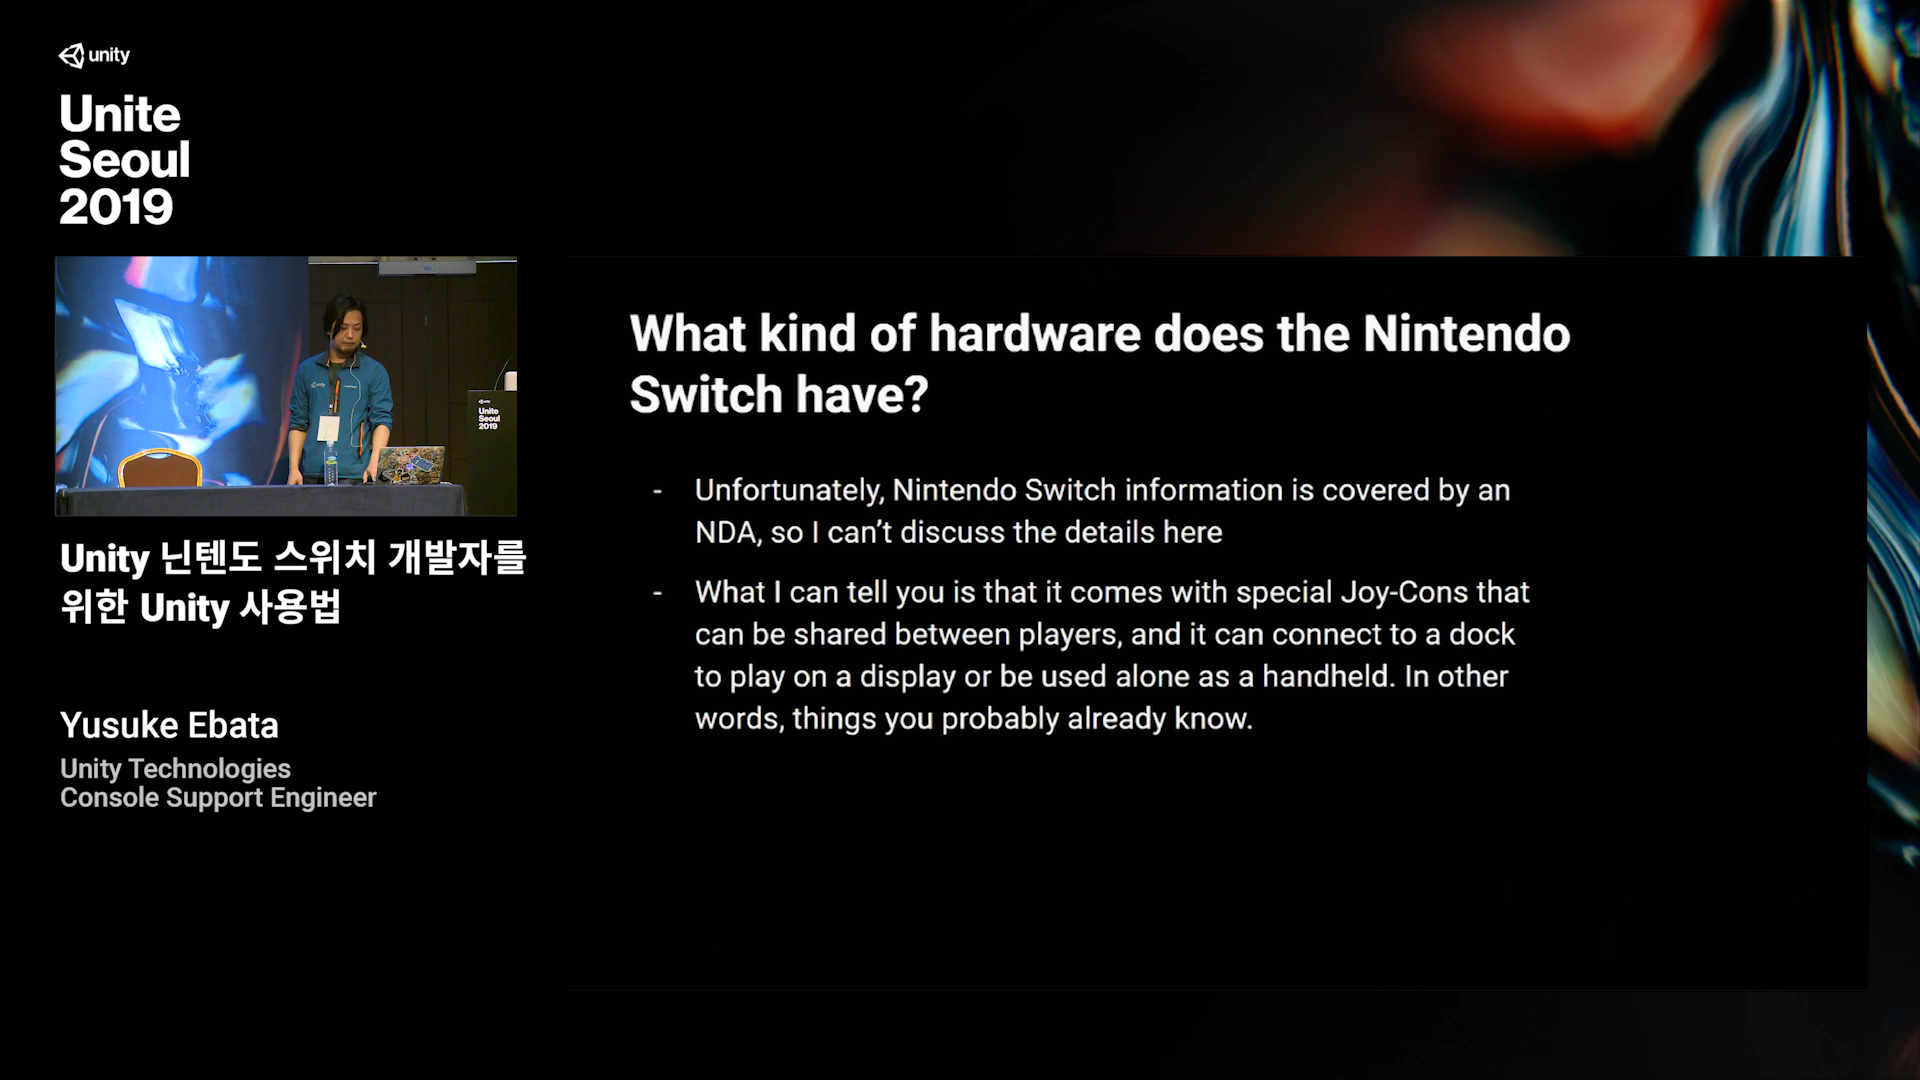 unity
Unite
Seoul
2019
unity
Unite
Seoul
2019
Unity 닌텐도 스위치 개발자를
위한 Unity 사용법
Yusuke Ebata
Unity Technologies
Console Support Engineer
What kind of hardware does the Nintendo
Switch have?
- Unfortunately, Nintendo Switch information is covered by an
NDA, so I can’t discuss the details here
- What I can tell you is that it comes with special Joy-Cons that
can be shared between players, and it can connect to a dock
to play on a display or be used alone as a handheld. In other
words, things you probably already know.